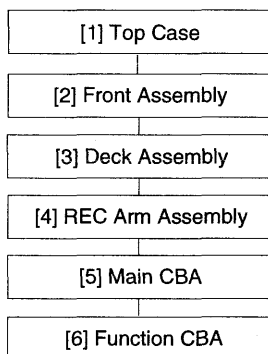 [1] Top Case
[2] Front Assembly
[3] Deck Assembly
[4] REC Arm Assembly
[5] Main CBA
[6] Function CBA